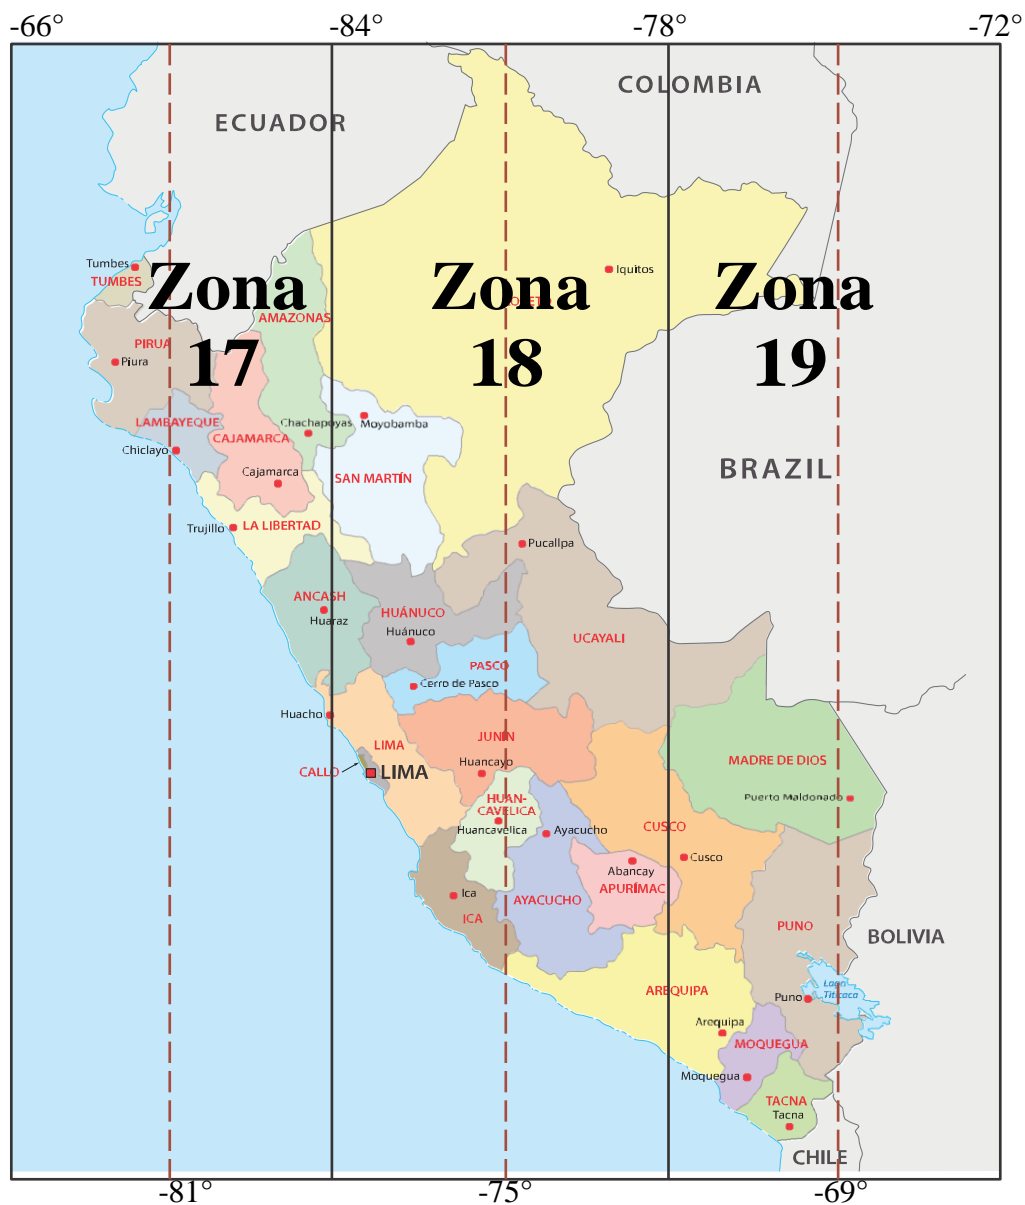 -66°
-84°
-78°
-72°
COLOMBIA
ECUADOR
Tumbes
TUMBES
Iquitos
Zona
17
Zona
18
Zona
19
AMAZONAS
PIRUA
Piura
LAMBAYEQUE
Chiclayo
CAJAMARCA
Cajamarca
Chachapoyas
Moyobamba
SAN MARTÍN
BRAZIL
Trujillo
LA LIBERTAD
Pucallpa
ANCASH
Huaraz
HUÁNUCO
Huánuco
UCAYALI
PASCO
Cerro de Pasco
Huacho
LIMA
JUNÍN
Huancayo
CALLO
LIMA
MADRE DE DIOS
Puerto Maldonado
HUAN-
CAVELICA
Huancavelica
Ayacucho
CUSCO
Cusco
Abancay
APURÍMAC
Ica
ICA
AYACUCHO
PUNO
BOLIVIA
AREQUIPA
Puno
Titicaca
Arequipa
MOQUEGUA
Moquegua
TACNA
Tacna
CHILE
-81°
-75°
-69°